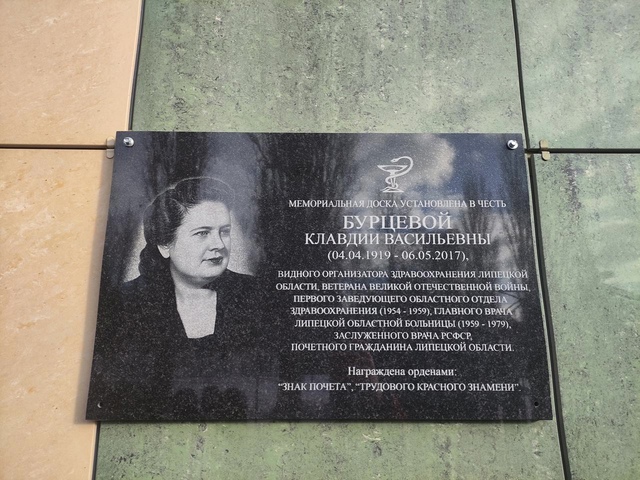 МЕМОРИАЛЬНАЯ ДОСКА УСТАНОВЛЕНА В ЧЕСТЬ
БУРЦЕВОЙ
КЛАВДИИ ВАСИЛЬЕВНЫ
(04.04.1919 - 06.05.2017),
ВИДНОГО ОРГАНИЗАТОРА ЗДРАВООХРАНЕНИЯ ЛИПЕЦКОЙ
ОБЛАСТИ, ВЕТЕРАНА ВЕЛИКОЙ ОТЕЧЕСТВЕННОЙ ВОЙНЫ,
ПЕРВОГО ЗАВЕДУЮЩЕГО ОБЛАСТНОГО ОТДЕЛА
ЗДРАВООХРАНЕНИЯ (1954 - 1959), ГЛАВНОГО ВРАЧА
ЛИПЕЦКОЙ ОБЛАСТНОЙ БОЛЬНИЦЫ (1959 - 1979),
ЗАСЛУЖЕННОГО ВРАЧА РСФСР,
ПОЧЕТНОГО ГРАЖДАНИНА ЛИПЕЦКОЙ ОБЛАСТИ.
Награждена орденами:
“ЗНАК ПОЧЕТА”, “ТРУДОВОГО КРАСНОГО ЗНАМЕНИ”.